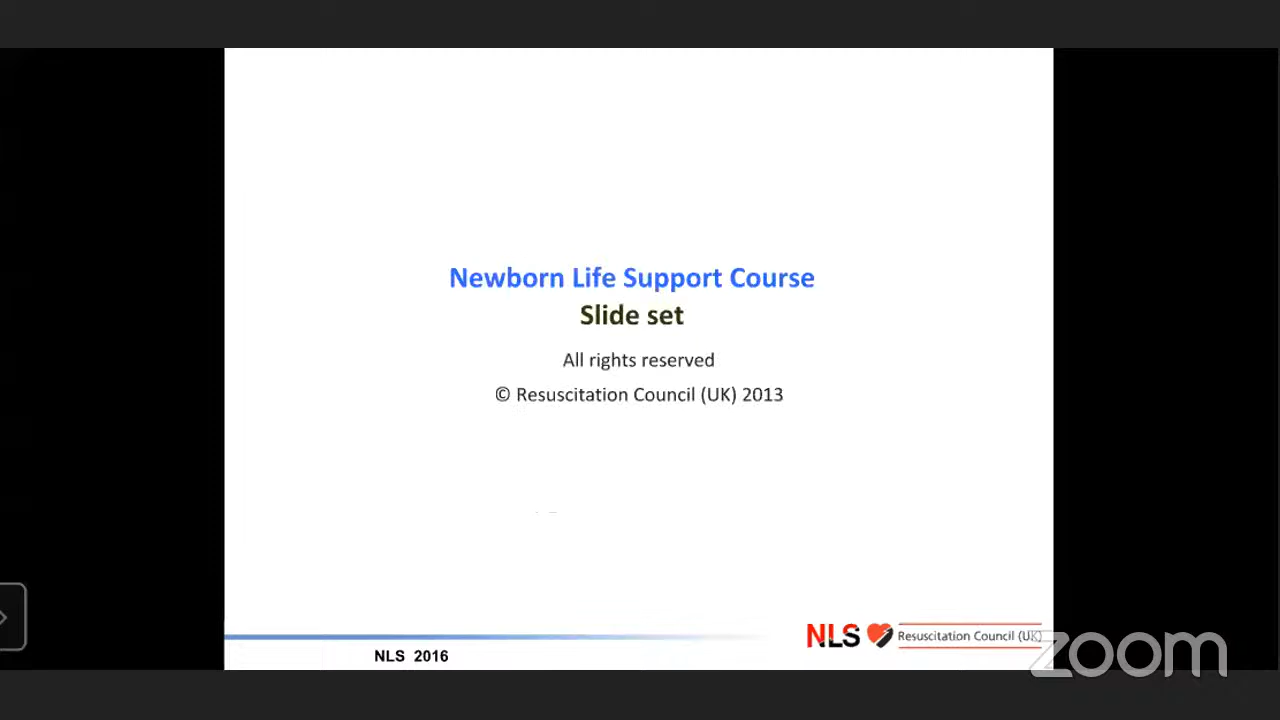 Newborn Life Support Course
Slide set
All rights reserved
© Resuscitation Council (UK) 2013
NLS Resuscitation Council (UK)
NLS 2016
zoom